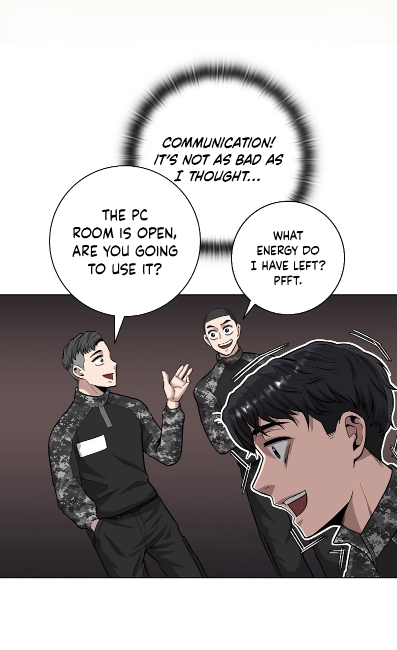 COMMUNICATION!
IT'S NOT AS BAD AS
I THOUGHT...
THE PC
ROOM IS OPEN,
ARE YOU GOING
TO USE IT?
WHAT
ENERGY DO
I HAVE LEFT?
PFFT.